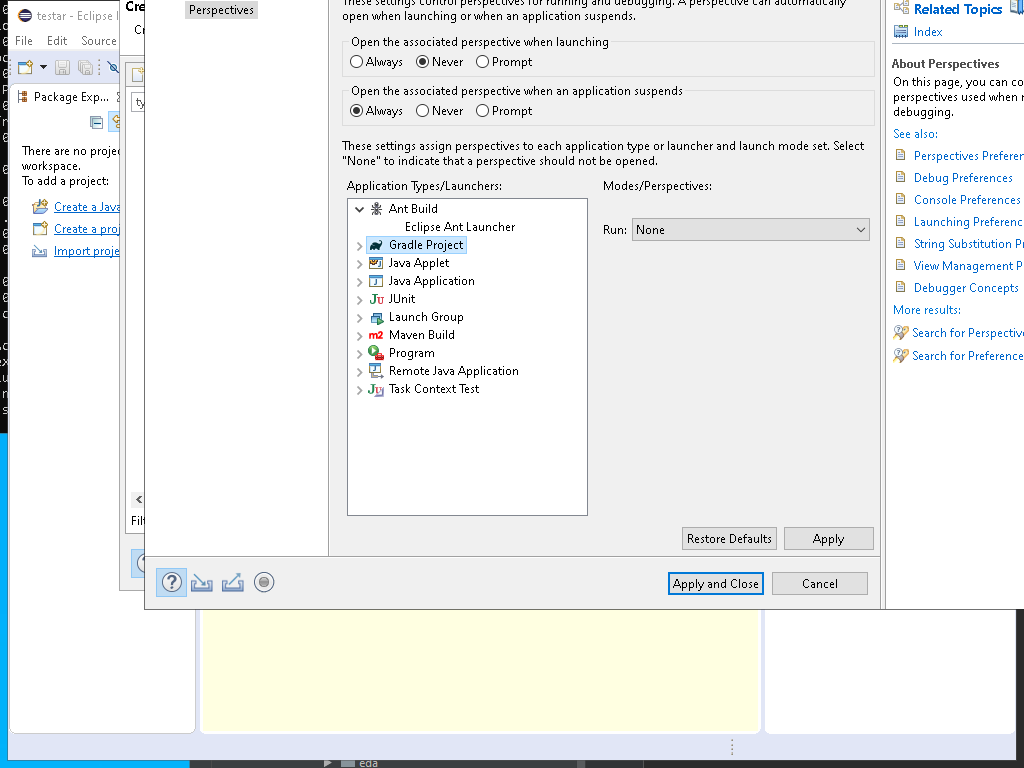 testar - Eclipse I
File Edit Source
Package Exp...
There are no proje
workspace.
To add a project:
Create a Java
Create a proj
Import proje
Cre
Cr
ty
Filt
Perspectives
These settings control perspectives for running and debugging. A perspective can automatically
open when launching or when an application suspends.
Open the associated perspective when launching
Always Never Prompt
Open the associated perspective when an application suspends
Always Never Prompt
These settings assign perspectives to each application type or launcher and launch mode set. Select
"None" to indicate that a perspective should not be opened.
Application Types/Launchers:
Modes/Perspectives:
Ant Build
Eclipse Ant Launcher
Gradle Project
Java Applet
Java Application
JUnit
Launch Group
Maven Build
Program
Remote Java Application
Task Context Test
Run: None
Restore Defaults Apply
Apply and Close Cancel
Related Topics
Index
About Perspectives
On this page, you can co
perspectives used when r
debugging.
See also:
Perspectives Preferen
Debug Preferences
Console Preferences
Launching Preferenc
String Substitution P
View Management P
Debugger Concepts
More results:
Search for Perspective
Search for Preference
eda